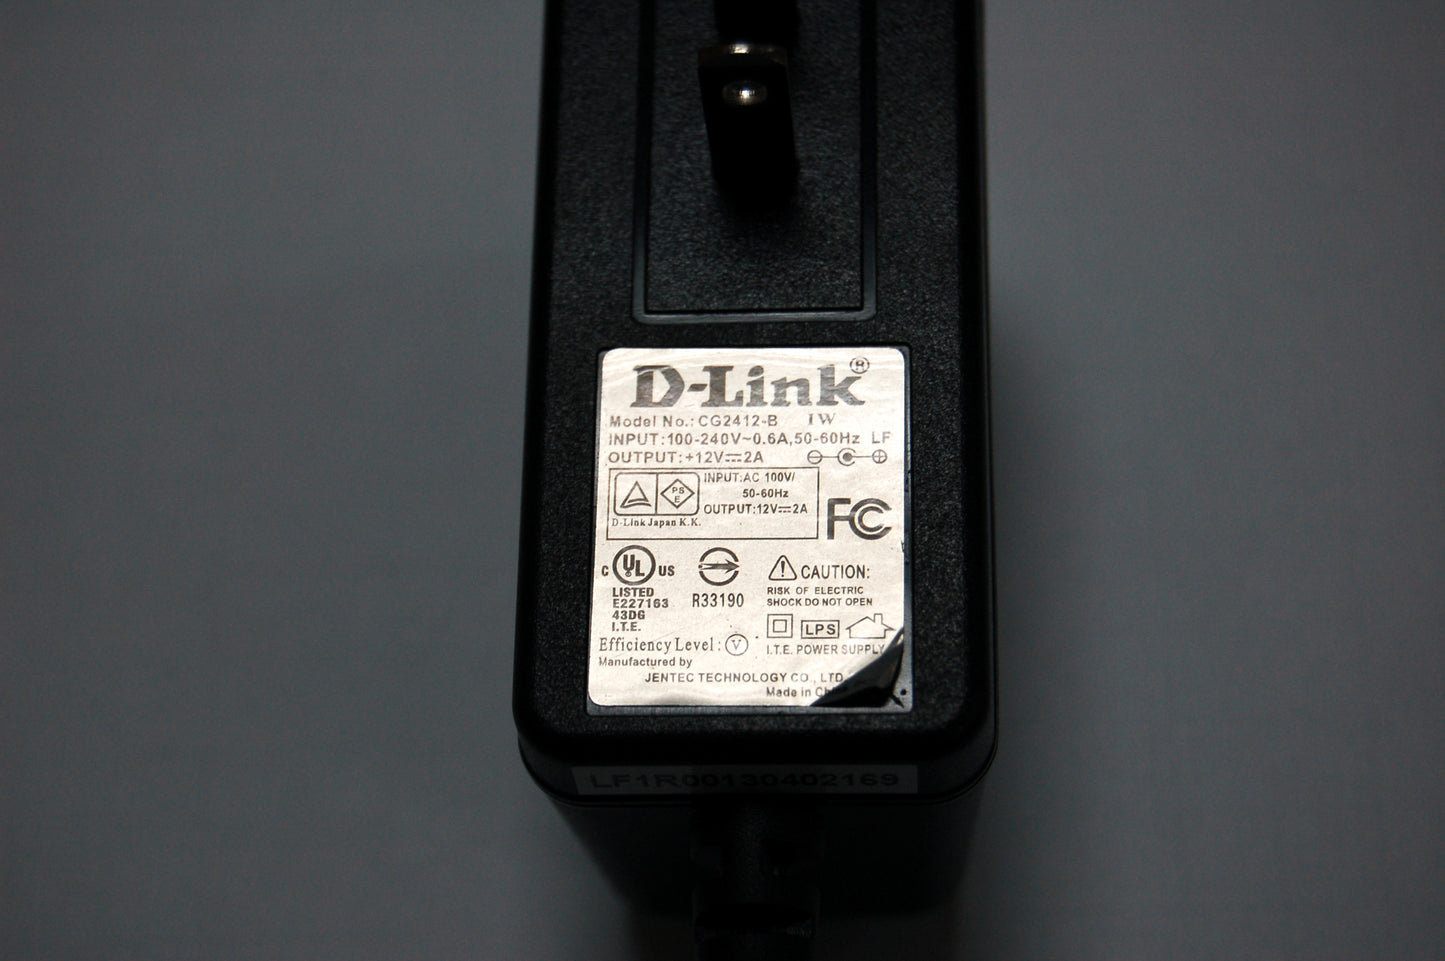 D-Link®
Model No.: CG2412-B 1W
INPUT:100-240V~0.6A,50-60Hz LF
OUTPUT:+12V⎓2A
INPUT:AC 100V/
50-60Hz
PS E
OUTPUT:12V⎓2A
D-Link Japan K.K.
FC
C UL US
LISTED
E227163
43DG
I.T.E.
R33190
CAUTION:
RISK OF ELECTRIC
SHOCK DO NOT OPEN
LPS
Efficiency Level : V
I.T.E. POWER SUPPLY
Manufactured by
JENTEC TECHNOLOGY CO., LTD
Made in
LF1R00130402169